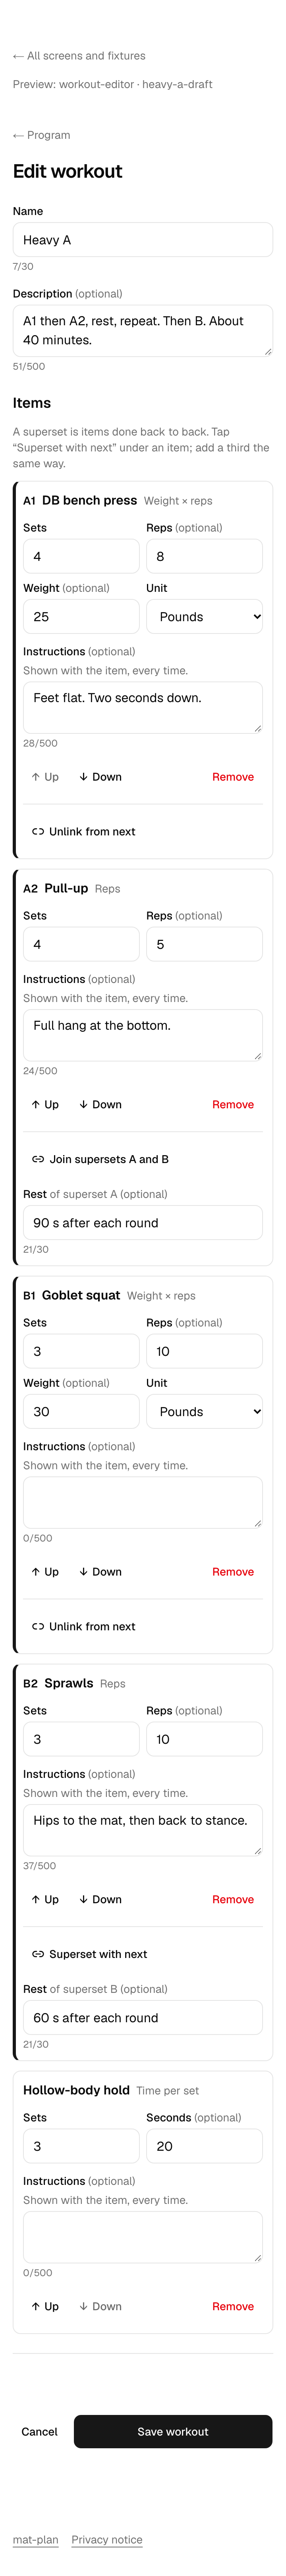 ← All screens and fixtures
Preview: workout-editor · heavy-a-draft
← Program
Edit workout
Name
Heavy A
7/30
Description (optional)
A1 then A2, rest, repeat. Then B. About
40 minutes.
51/500
Items
A superset is items done back to back. Tap
“Superset with next” under an item; add a third the
same way.
A1 DB bench press Weight × reps
Sets Reps (optional)
4 8
Weight (optional) Unit
25 Pounds
Instructions (optional)
Shown with the item, every time.
Feet flat. Two seconds down.
28/500
↑ Up ↓ Down Remove
Unlink from next
A2 Pull-up Reps
Sets Reps (optional)
4 5
Instructions (optional)
Shown with the item, every time.
Full hang at the bottom.
24/500
↑ Up ↓ Down Remove
Join supersets A and B
Rest of superset A (optional)
90 s after each round
21/30
B1 Goblet squat Weight × reps
Sets Reps (optional)
3 10
Weight (optional) Unit
30 Pounds
Instructions (optional)
Shown with the item, every time.
0/500
↑ Up ↓ Down Remove
Unlink from next
B2 Sprawls Reps
Sets Reps (optional)
3 10
Instructions (optional)
Shown with the item, every time.
Hips to the mat, then back to stance.
37/500
↑ Up ↓ Down Remove
Superset with next
Rest of superset B (optional)
60 s after each round
21/30
Hollow-body hold Time per set
Sets Seconds (optional)
3 20
Instructions (optional)
Shown with the item, every time.
0/500
↑ Up ↓ Down Remove
Cancel Save workout
mat-plan Privacy notice